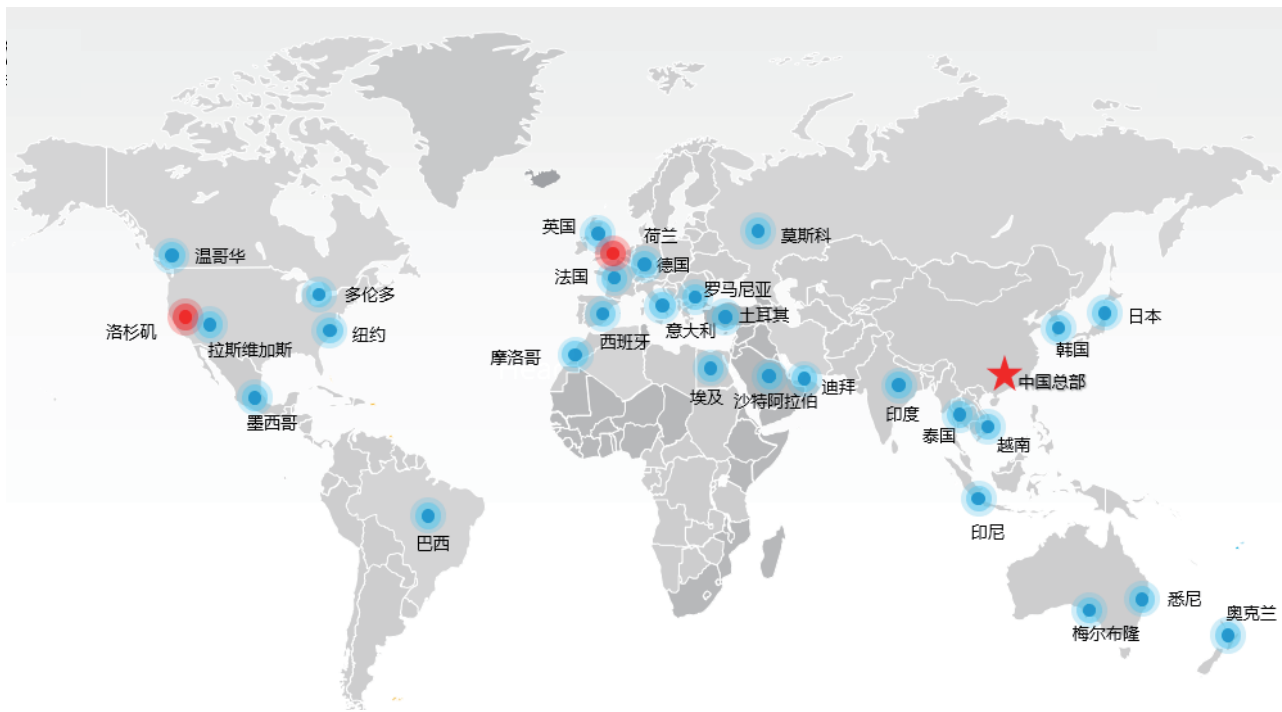 英国
荷兰
莫斯科
温哥华
法国
德国
多伦多
罗马尼亚
洛杉矶
纽约
意大利
土耳其
日本
拉斯维加斯
西班牙
韩国
摩洛哥
埃及
沙特阿拉伯
迪拜
中国总部
墨西哥
印度
泰国
越南
巴西
印尼
悉尼
奥克兰
梅尔布隆